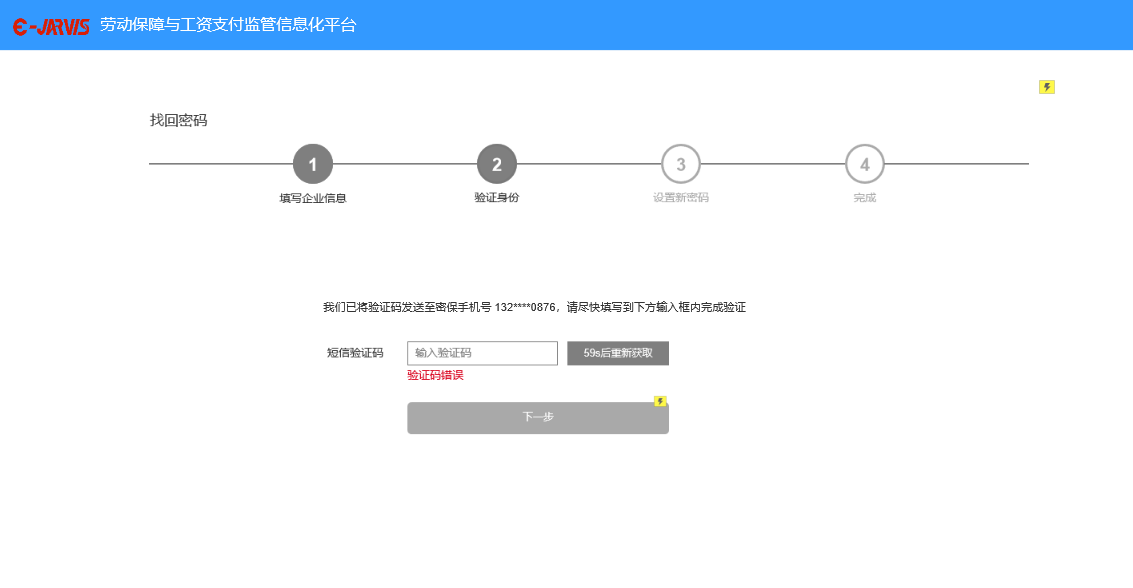 E-JARVIS 劳动保障与工资支付监管信息化平台
找回密码
1 2 3 4
填写企业信息 验证身份 设置新密码 完成
我们已将验证码发送至密保手机号 132****0876，请尽快填写到下方输入框内完成验证
短信验证码 输入验证码 59s后重新获取
验证码错误
下一步